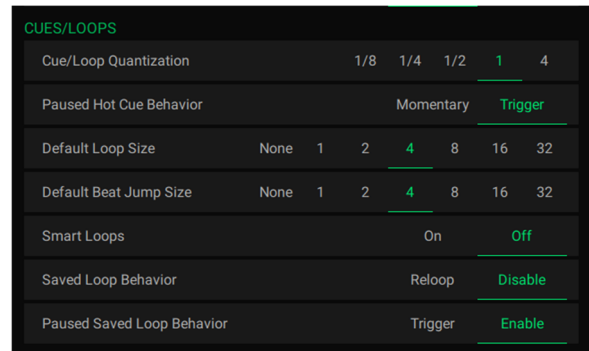 CUES/LOOPS
Cue/Loop Quantization 1/8 1/4 1/2 1 4
Paused Hot Cue Behavior Momentary Trigger
Default Loop Size None 1 2 4 8 16 32
Default Beat Jump Size None 1 2 4 8 16 32
Smart Loops On Off
Saved Loop Behavior Reloop Disable
Paused Saved Loop Behavior Trigger Enable